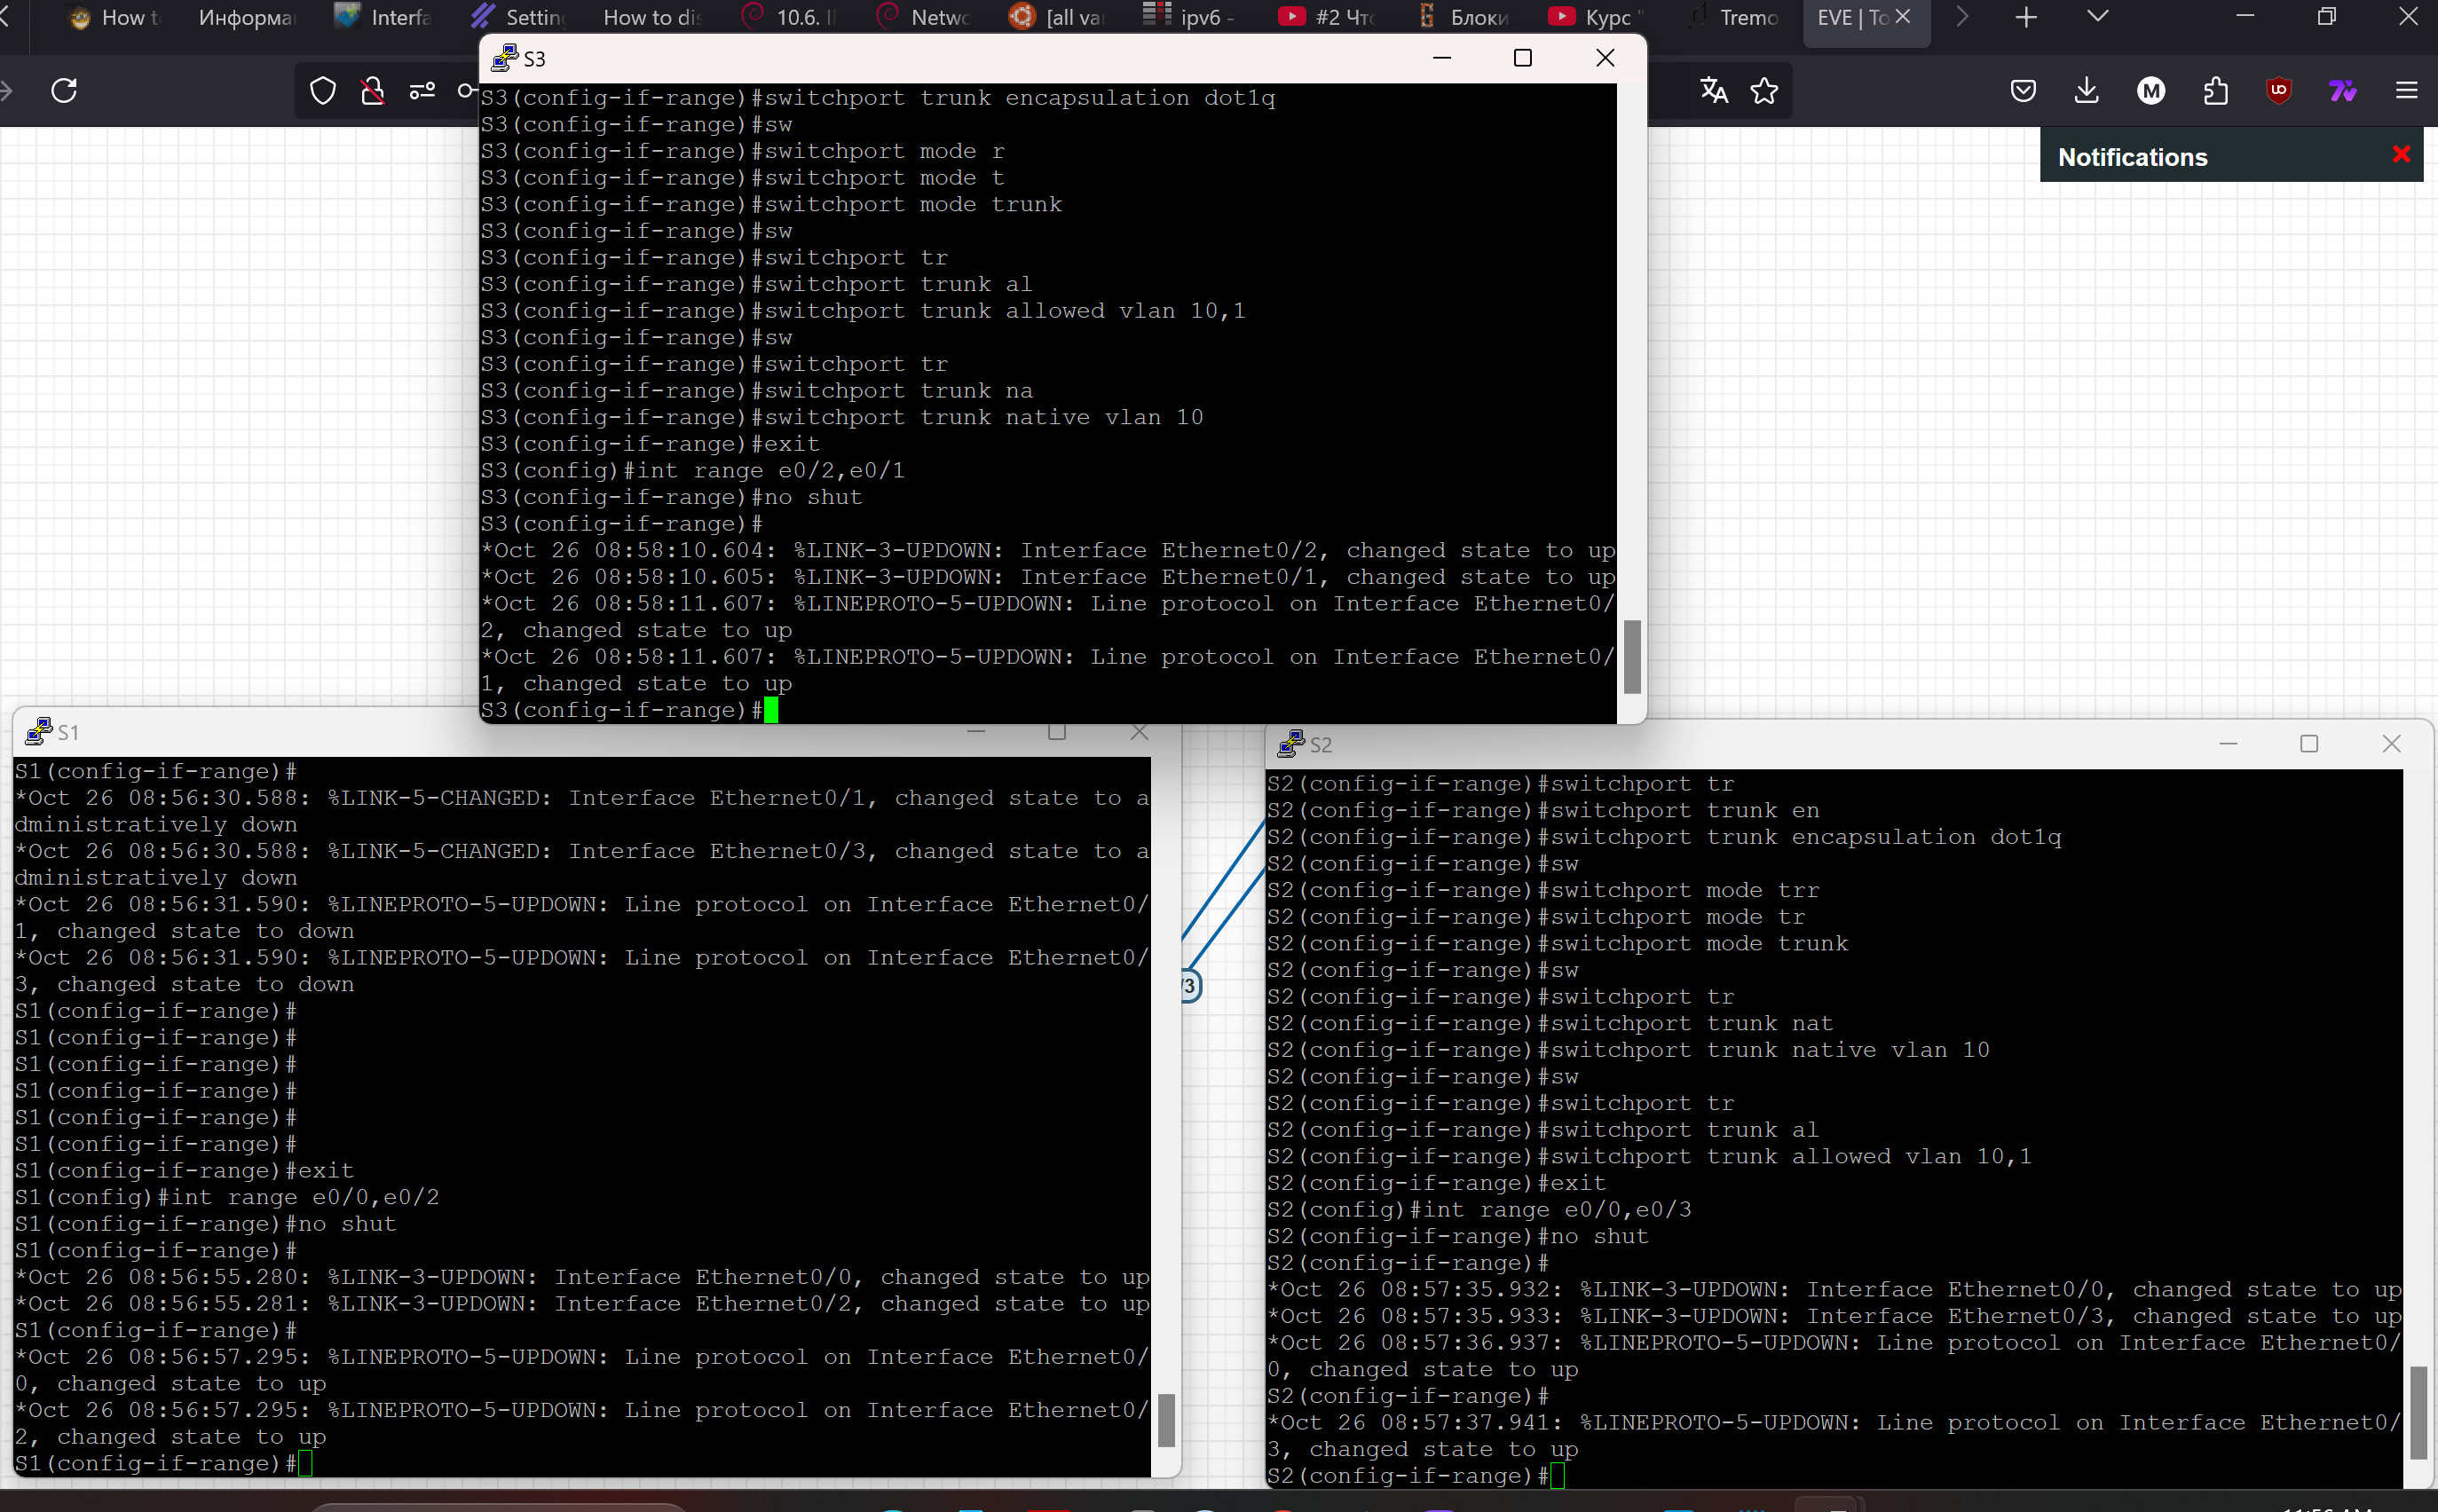 How t
Информа
Interfa
Settin
How to dis
10.6. I
Netwo
[all va
ipv6 -
#2 Чт
Блоки
Курс "
Tremo
EVE | To
S3
Notifications
S3(config-if-range)#switchport trunk encapsulation dot1q
S3(config-if-range)#sw
S3(config-if-range)#switchport mode r
S3(config-if-range)#switchport mode t
S3(config-if-range)#switchport mode trunk
S3(config-if-range)#sw
S3(config-if-range)#switchport tr
S3(config-if-range)#switchport trunk al
S3(config-if-range)#switchport trunk allowed vlan 10,1
S3(config-if-range)#sw
S3(config-if-range)#switchport tr
S3(config-if-range)#switchport trunk na
S3(config-if-range)#switchport trunk native vlan 10
S3(config-if-range)#exit
S3(config)#int range e0/2,e0/1
S3(config-if-range)#no shut
S3(config-if-range)#
*Oct 26 08:58:10.604: %LINK-3-UPDOWN: Interface Ethernet0/2, changed state to up
*Oct 26 08:58:10.605: %LINK-3-UPDOWN: Interface Ethernet0/1, changed state to up
*Oct 26 08:58:11.607: %LINEPROTO-5-UPDOWN: Line protocol on Interface Ethernet0/
2, changed state to up
*Oct 26 08:58:11.607: %LINEPROTO-5-UPDOWN: Line protocol on Interface Ethernet0/
1, changed state to up
S3(config-if-range)#
S1
S1(config-if-range)#
*Oct 26 08:56:30.588: %LINK-5-CHANGED: Interface Ethernet0/1, changed state to a
dministratively down
*Oct 26 08:56:30.588: %LINK-5-CHANGED: Interface Ethernet0/3, changed state to a
dministratively down
*Oct 26 08:56:31.590: %LINEPROTO-5-UPDOWN: Line protocol on Interface Ethernet0/
1, changed state to down
*Oct 26 08:56:31.590: %LINEPROTO-5-UPDOWN: Line protocol on Interface Ethernet0/
3, changed state to down
S1(config-if-range)#
S1(config-if-range)#
S1(config-if-range)#
S1(config-if-range)#
S1(config-if-range)#
S1(config-if-range)#
S1(config-if-range)#exit
S1(config)#int range e0/0,e0/2
S1(config-if-range)#no shut
S1(config-if-range)#
*Oct 26 08:56:55.280: %LINK-3-UPDOWN: Interface Ethernet0/0, changed state to up
*Oct 26 08:56:55.281: %LINK-3-UPDOWN: Interface Ethernet0/2, changed state to up
S1(config-if-range)#
*Oct 26 08:56:57.295: %LINEPROTO-5-UPDOWN: Line protocol on Interface Ethernet0/
0, changed state to up
*Oct 26 08:56:57.295: %LINEPROTO-5-UPDOWN: Line protocol on Interface Ethernet0/
2, changed state to up
S1(config-if-range)#
/3
S2
S2(config-if-range)#switchport tr
S2(config-if-range)#switchport trunk en
S2(config-if-range)#switchport trunk encapsulation dot1q
S2(config-if-range)#sw
S2(config-if-range)#switchport mode trr
S2(config-if-range)#switchport mode tr
S2(config-if-range)#switchport mode trunk
S2(config-if-range)#sw
S2(config-if-range)#switchport tr
S2(config-if-range)#switchport trunk nat
S2(config-if-range)#switchport trunk native vlan 10
S2(config-if-range)#sw
S2(config-if-range)#switchport tr
S2(config-if-range)#switchport trunk al
S2(config-if-range)#switchport trunk allowed vlan 10,1
S2(config-if-range)#exit
S2(config)#int range e0/0,e0/3
S2(config-if-range)#no shut
S2(config-if-range)#
*Oct 26 08:57:35.932: %LINK-3-UPDOWN: Interface Ethernet0/0, changed state to up
*Oct 26 08:57:35.933: %LINK-3-UPDOWN: Interface Ethernet0/3, changed state to up
*Oct 26 08:57:36.937: %LINEPROTO-5-UPDOWN: Line protocol on Interface Ethernet0/
0, changed state to up
S2(config-if-range)#
*Oct 26 08:57:37.941: %LINEPROTO-5-UPDOWN: Line protocol on Interface Ethernet0/
3, changed state to up
S2(config-if-range)#